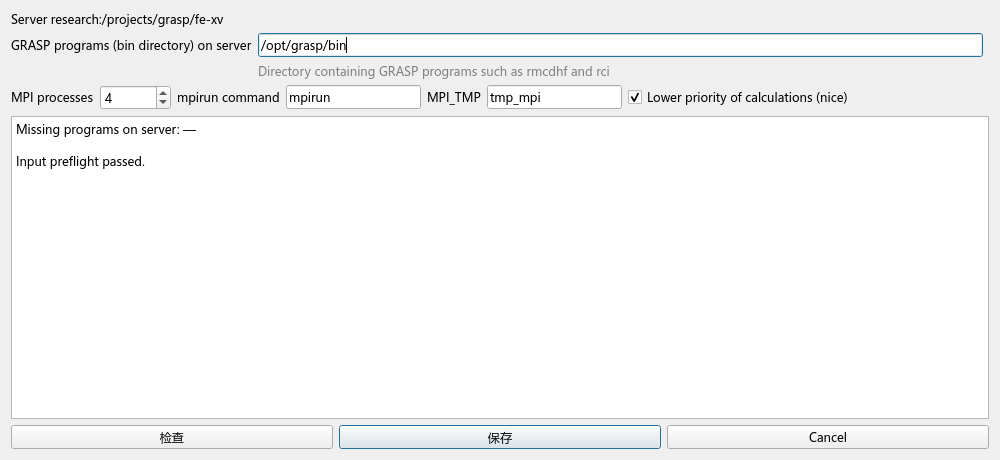 Server research:/projects/grasp/fe-xv
GRASP programs (bin directory) on server /opt/grasp/bin
Directory containing GRASP programs such as rmcdhf and rci
MPI processes 4 mpirun command mpirun MPI_TMP tmp_mpi Lower priority of calculations (nice)
Missing programs on server: —
Input preflight passed.
检查 保存 Cancel